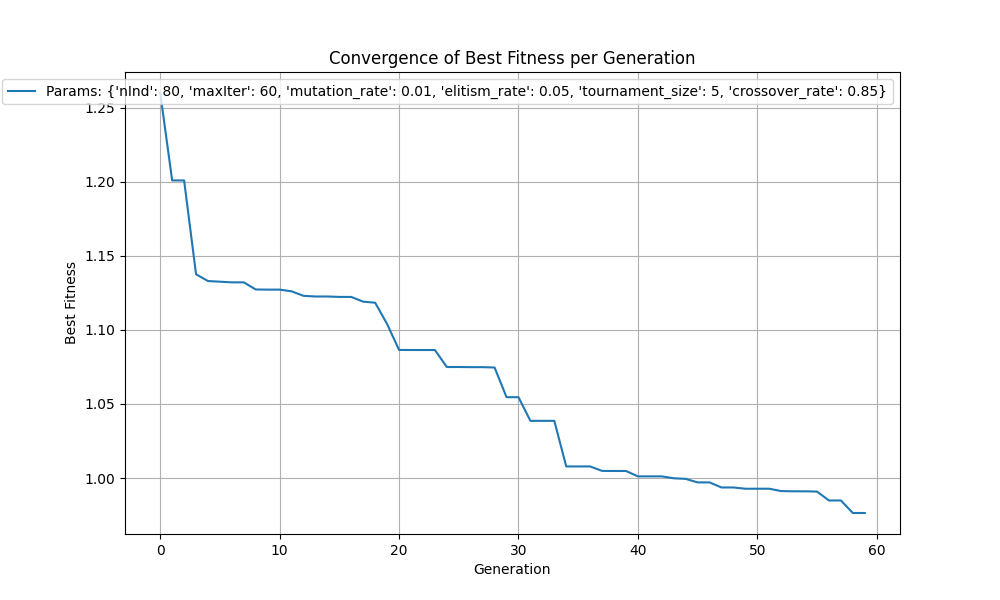 Convergence of Best Fitness per Generation
Params: {'nInd': 80, 'maxIter': 60, 'mutation_rate': 0.01, 'elitism_rate': 0.05, 'tournament_size': 5, 'crossover_rate': 0.85}
1.25
1.20
1.15
1.10
1.05
1.00
Best Fitness
0 10 20 30 40 50 60
Generation